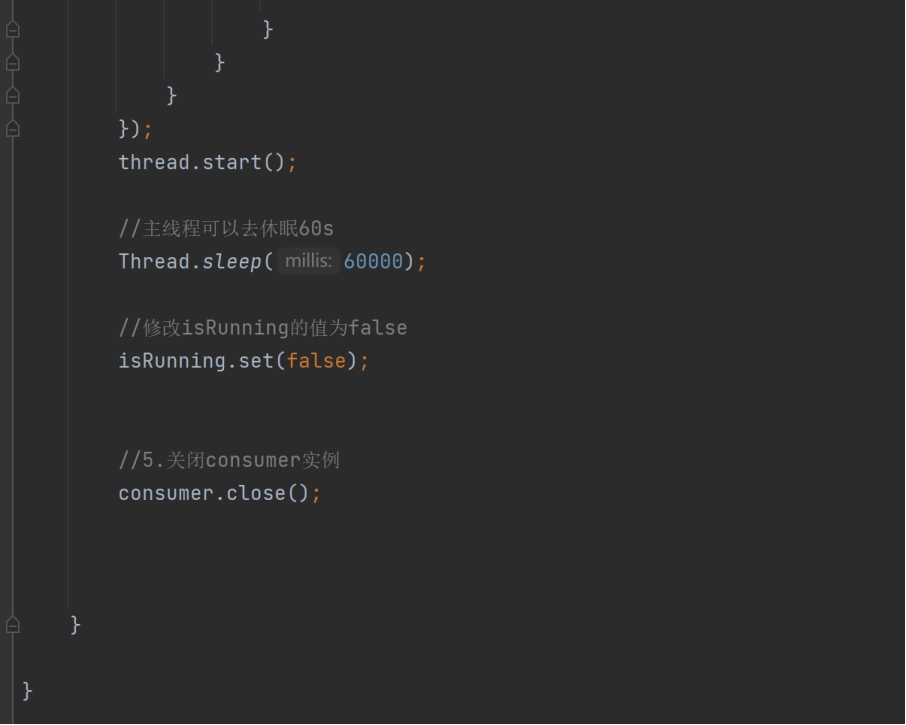 }
}
}
});
thread.start();
//主线程可以去休眠60s
Thread.sleep( millis: 60000);
//修改isRunning的值为false
isRunning.set(false);
//5.关闭consumer实例
consumer.close();
}
}